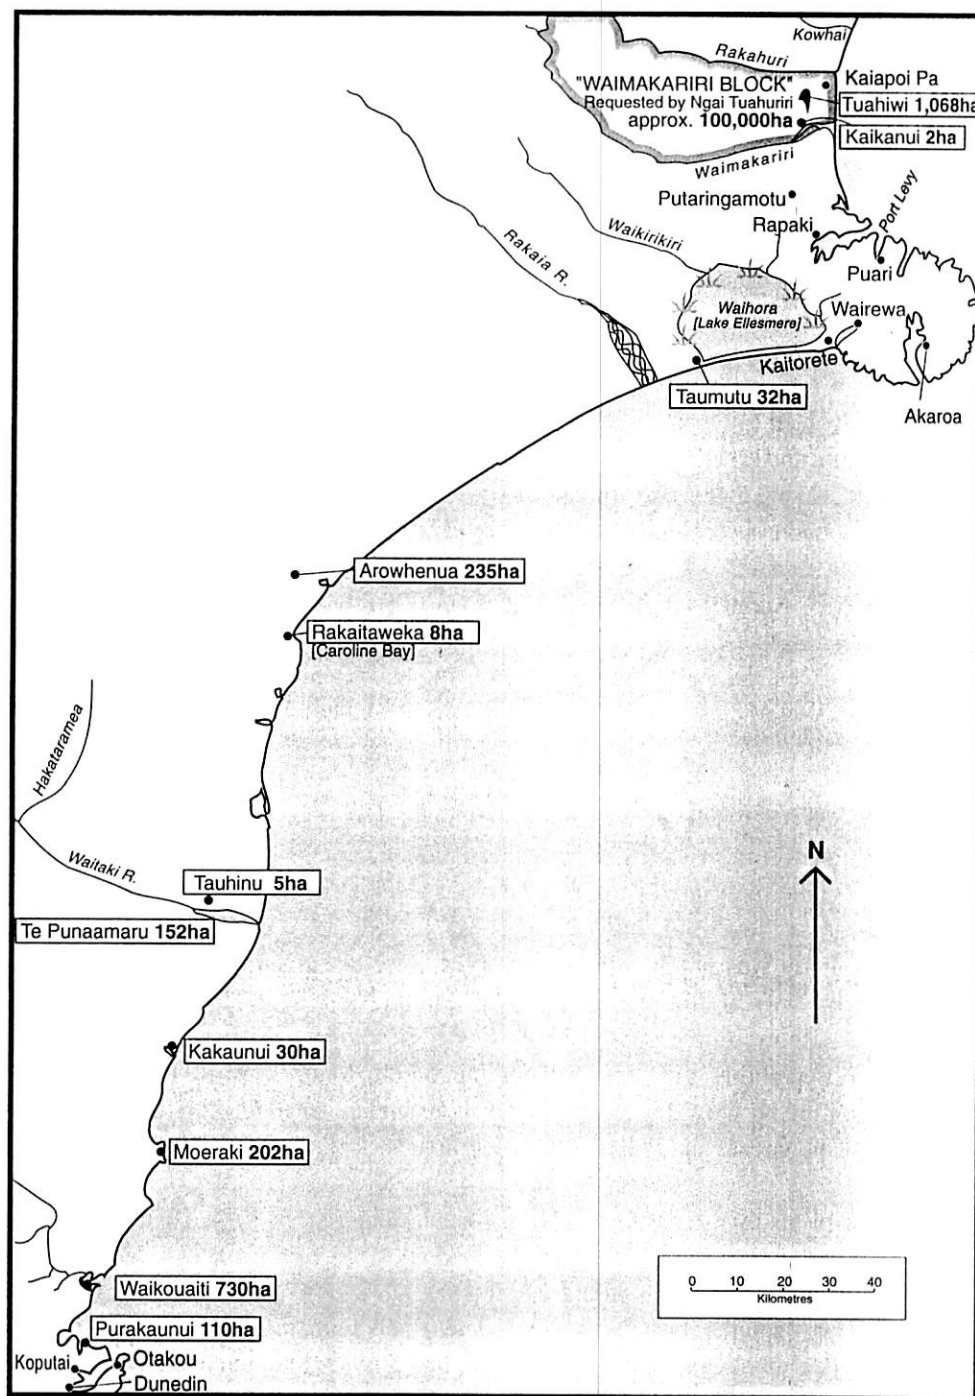 Kowhai
Rakahuri
"WAIMAKARIRI BLOCK"
Requested by Ngai Tuahuriri
approx. 100,000ha
Kaiapoi Pa
Tuahiwi 1,068ha
Kaikanui 2ha
Waimakariri
Putaringamotu
Rapaki
Port Levy
Puari
Waikirikiri
Rakaia R.
Waihora
[Lake Ellesmere]
Wairewa
Kaitorete
Taumutu 32ha
Akaroa
Arowhenua 235ha
Rakaitaweka 8ha
[Caroline Bay]
Hakataramea
Waitaki R.
Tauhinu 5ha
Te Punaamaru 152ha
N
Kakaunui 30ha
Moeraki 202ha
Waikouaiti 730ha
0 10 20 30 40
Kilometres
Purakaunui 110ha
Koputai
Otakou
Dunedin